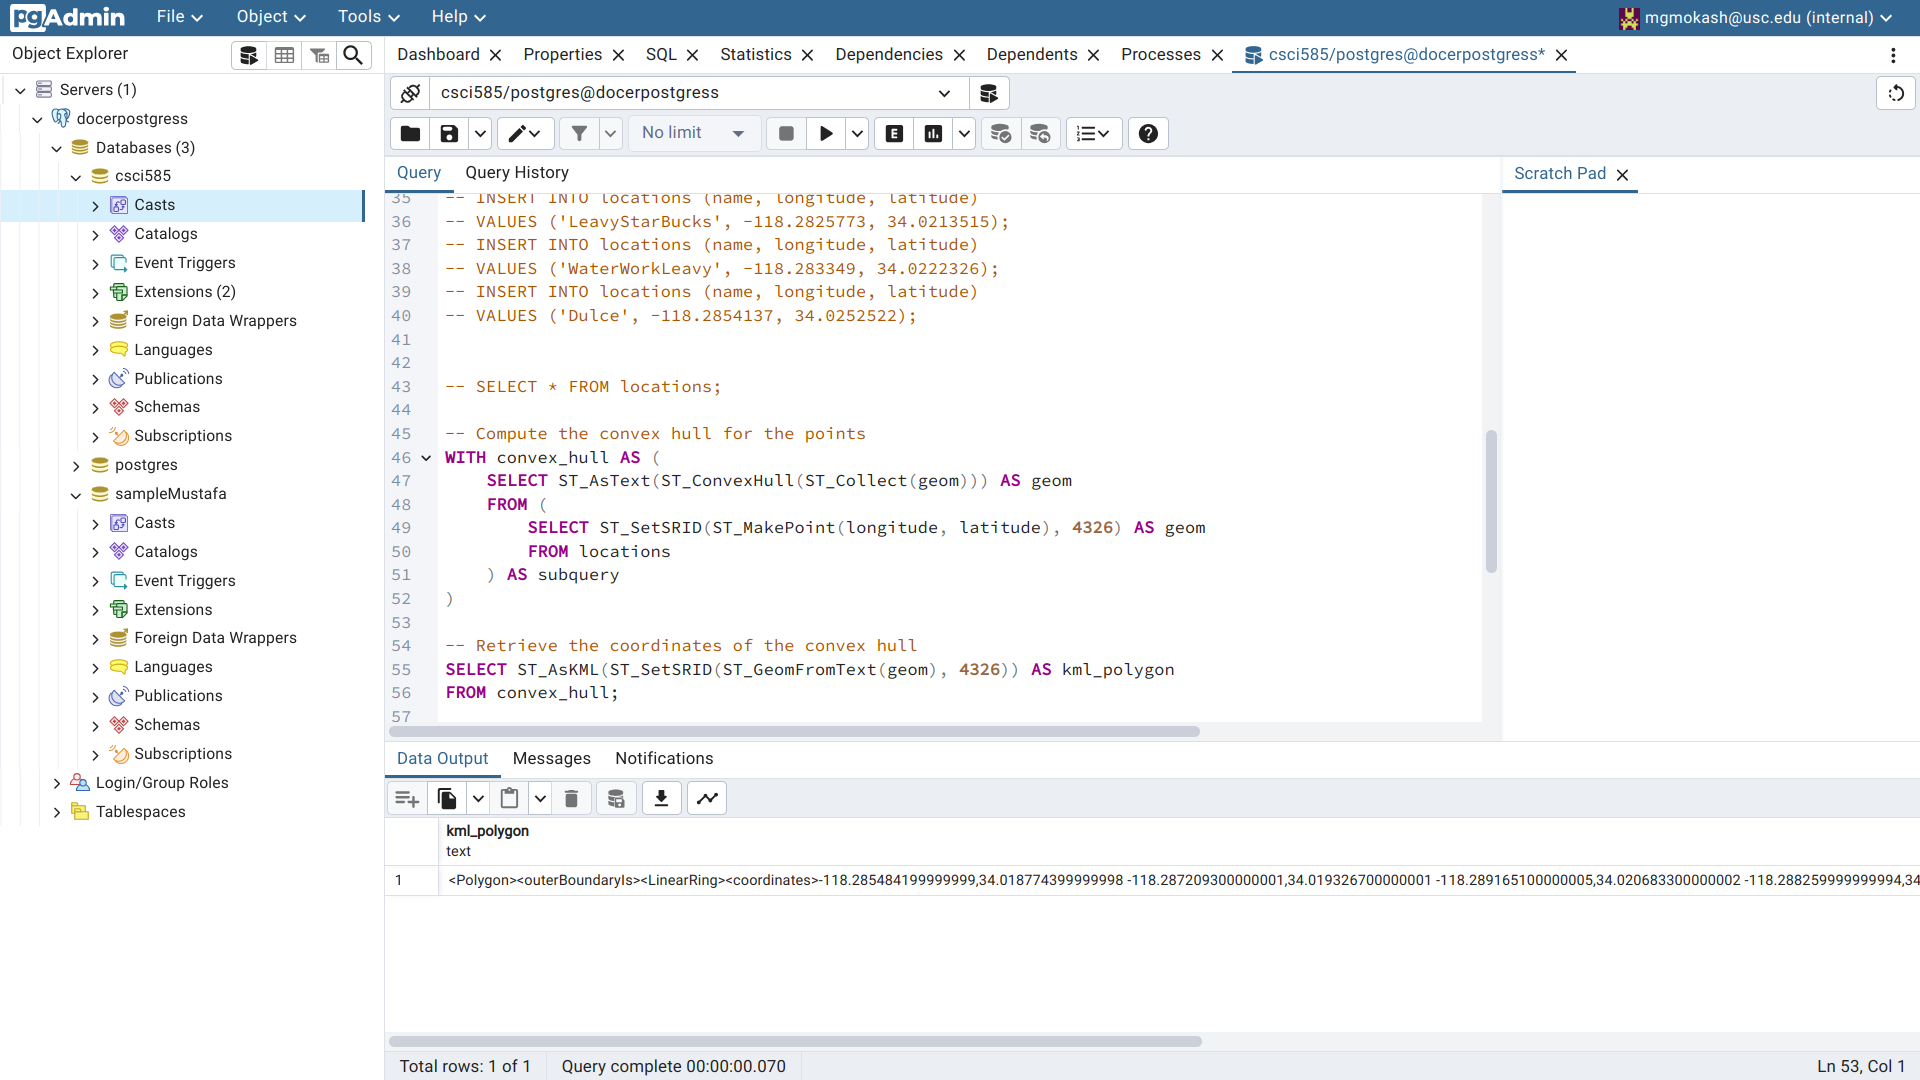 pgAdmin File Object Tools Help mgmokash@usc.edu (internal)
Object Explorer
Dashboard Properties SQL Statistics Dependencies Dependents Processes csci585/postgres@docerpostgress*
Servers (1)
docerpostgress
Databases (3)
csci585
Casts
Catalogs
Event Triggers
Extensions (2)
Foreign Data Wrappers
Languages
Publications
Schemas
Subscriptions
postgres
sampleMustafa
Casts
Catalogs
Event Triggers
Extensions
Foreign Data Wrappers
Languages
Publications
Schemas
Subscriptions
Login/Group Roles
Tablespaces
csci585/postgres@docerpostgress
No limit E
Query Query History
Scratch Pad
35 -- INSERT INTO locations (name, longitude, latitude)
36 -- VALUES ('LeavyStarBucks', -118.2825773, 34.0213515);
37 -- INSERT INTO locations (name, longitude, latitude)
38 -- VALUES ('WaterWorkLeavy', -118.283349, 34.0222326);
39 -- INSERT INTO locations (name, longitude, latitude)
40 -- VALUES ('Dulce', -118.2854137, 34.0252522);
41
42
43 -- SELECT * FROM locations;
44
45 -- Compute the convex hull for the points
46 WITH convex_hull AS (
47 SELECT ST_AsText(ST_ConvexHull(ST_Collect(geom))) AS geom
48 FROM (
49 SELECT ST_SetSRID(ST_MakePoint(longitude, latitude), 4326) AS geom
50 FROM locations
51 ) AS subquery
52 )
53
54 -- Retrieve the coordinates of the convex hull
55 SELECT ST_AsKML(ST_SetSRID(ST_GeomFromText(geom), 4326)) AS kml_polygon
56 FROM convex_hull;
57
Data Output Messages Notifications
kml_polygon
text
1 <Polygon><outerBoundaryIs><LinearRing><coordinates>-118.285484199999999,34.018774399999998 -118.287209300000001,34.019326700000001 -118.289165100000005,34.020683300000002 -118.288259999999994,34
Total rows: 1 of 1 Query complete 00:00:00.070 Ln 53, Col 1